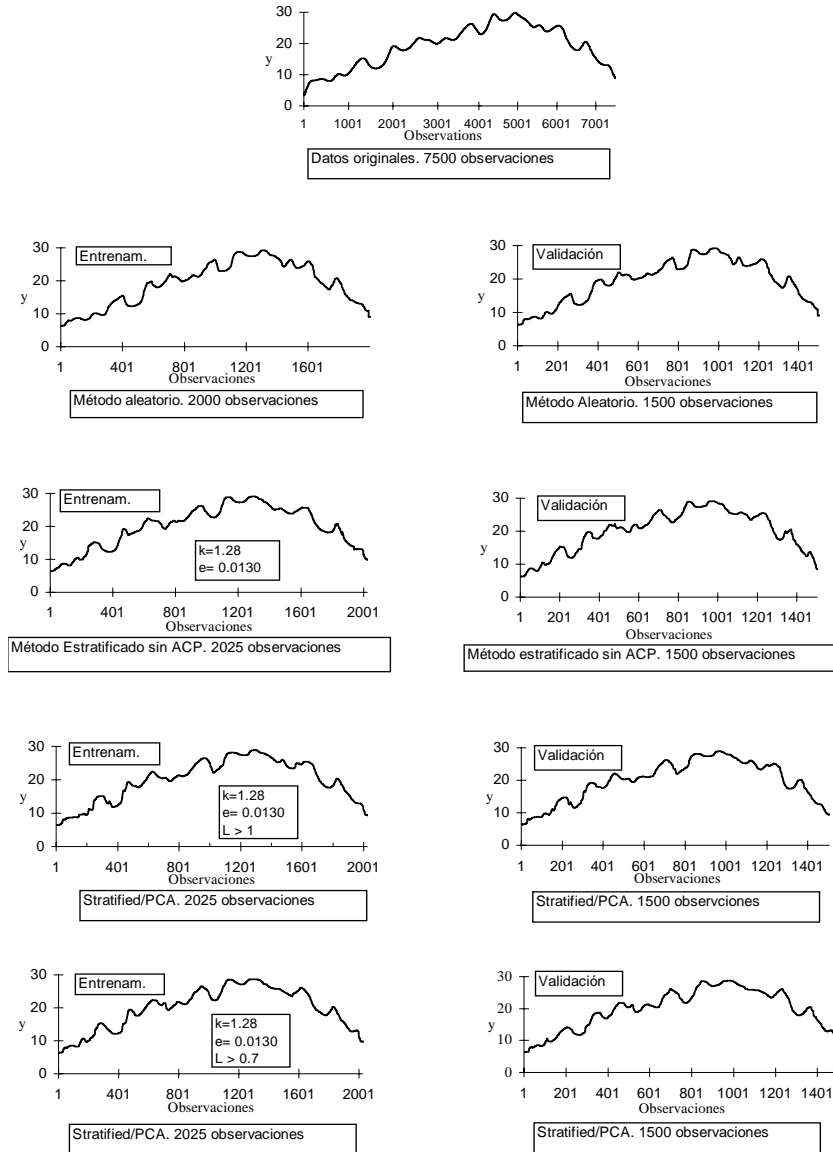 30
20
y
10
0
1 1001 2001 3001 4001 5001 6001 7001
Observations
Datos originales. 7500 observaciones
30
Entrenam.
20
y
10
0
1 401 801 1201 1601
Observaciones
Método aleatorio. 2000 observaciones
30
Validación
20
y
10
0
1 201 401 601 801 1001 1201 1401
Observaciones
Método Aleatorio. 1500 observaciones
30
Entrenam.
20
y
k=1.28
e= 0.0130
10
0
1 401 801 1201 1601 2001
Observaciones
Método Estratificado sin ACP. 2025 observaciones
30
Validación
20
y
10
0
1 201 401 601 801 1001 1201 1401
Observaciones
Método estratificado sin ACP. 1500 observaciones
30
Entrenam.
20
y
k=1.28
e= 0.0130
L > 1
10
0
1 401 801 1201 1601 2001
Observaciones
Stratified/PCA. 2025 observaciones
30
Validación
20
y
10
0
1 201 401 601 801 1001 1201 1401
Observaciones
Stratified/PCA. 1500 observciones
30
Entrenam.
20
y
k=1.28
e= 0.0130
L > 0.7
10
0
1 401 801 1201 1601 2001
Observaciones
Stratified/PCA. 2025 observaciones
30
Validación
20
y
10
0
1 201 401 601 801 1001 1201 1401
Observaciones
Stratified/PCA. 1500 observaciones